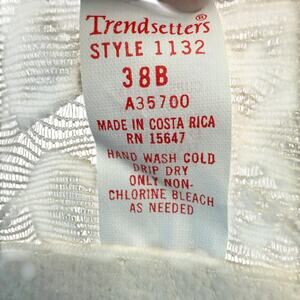 Trendsetters®
STYLE 1132
38B
A35700
MADE IN COSTA RICA
RN 15647
HAND WASH COLD
DRIP DRY
ONLY NON-
CHLORINE BLEACH
AS NEEDED